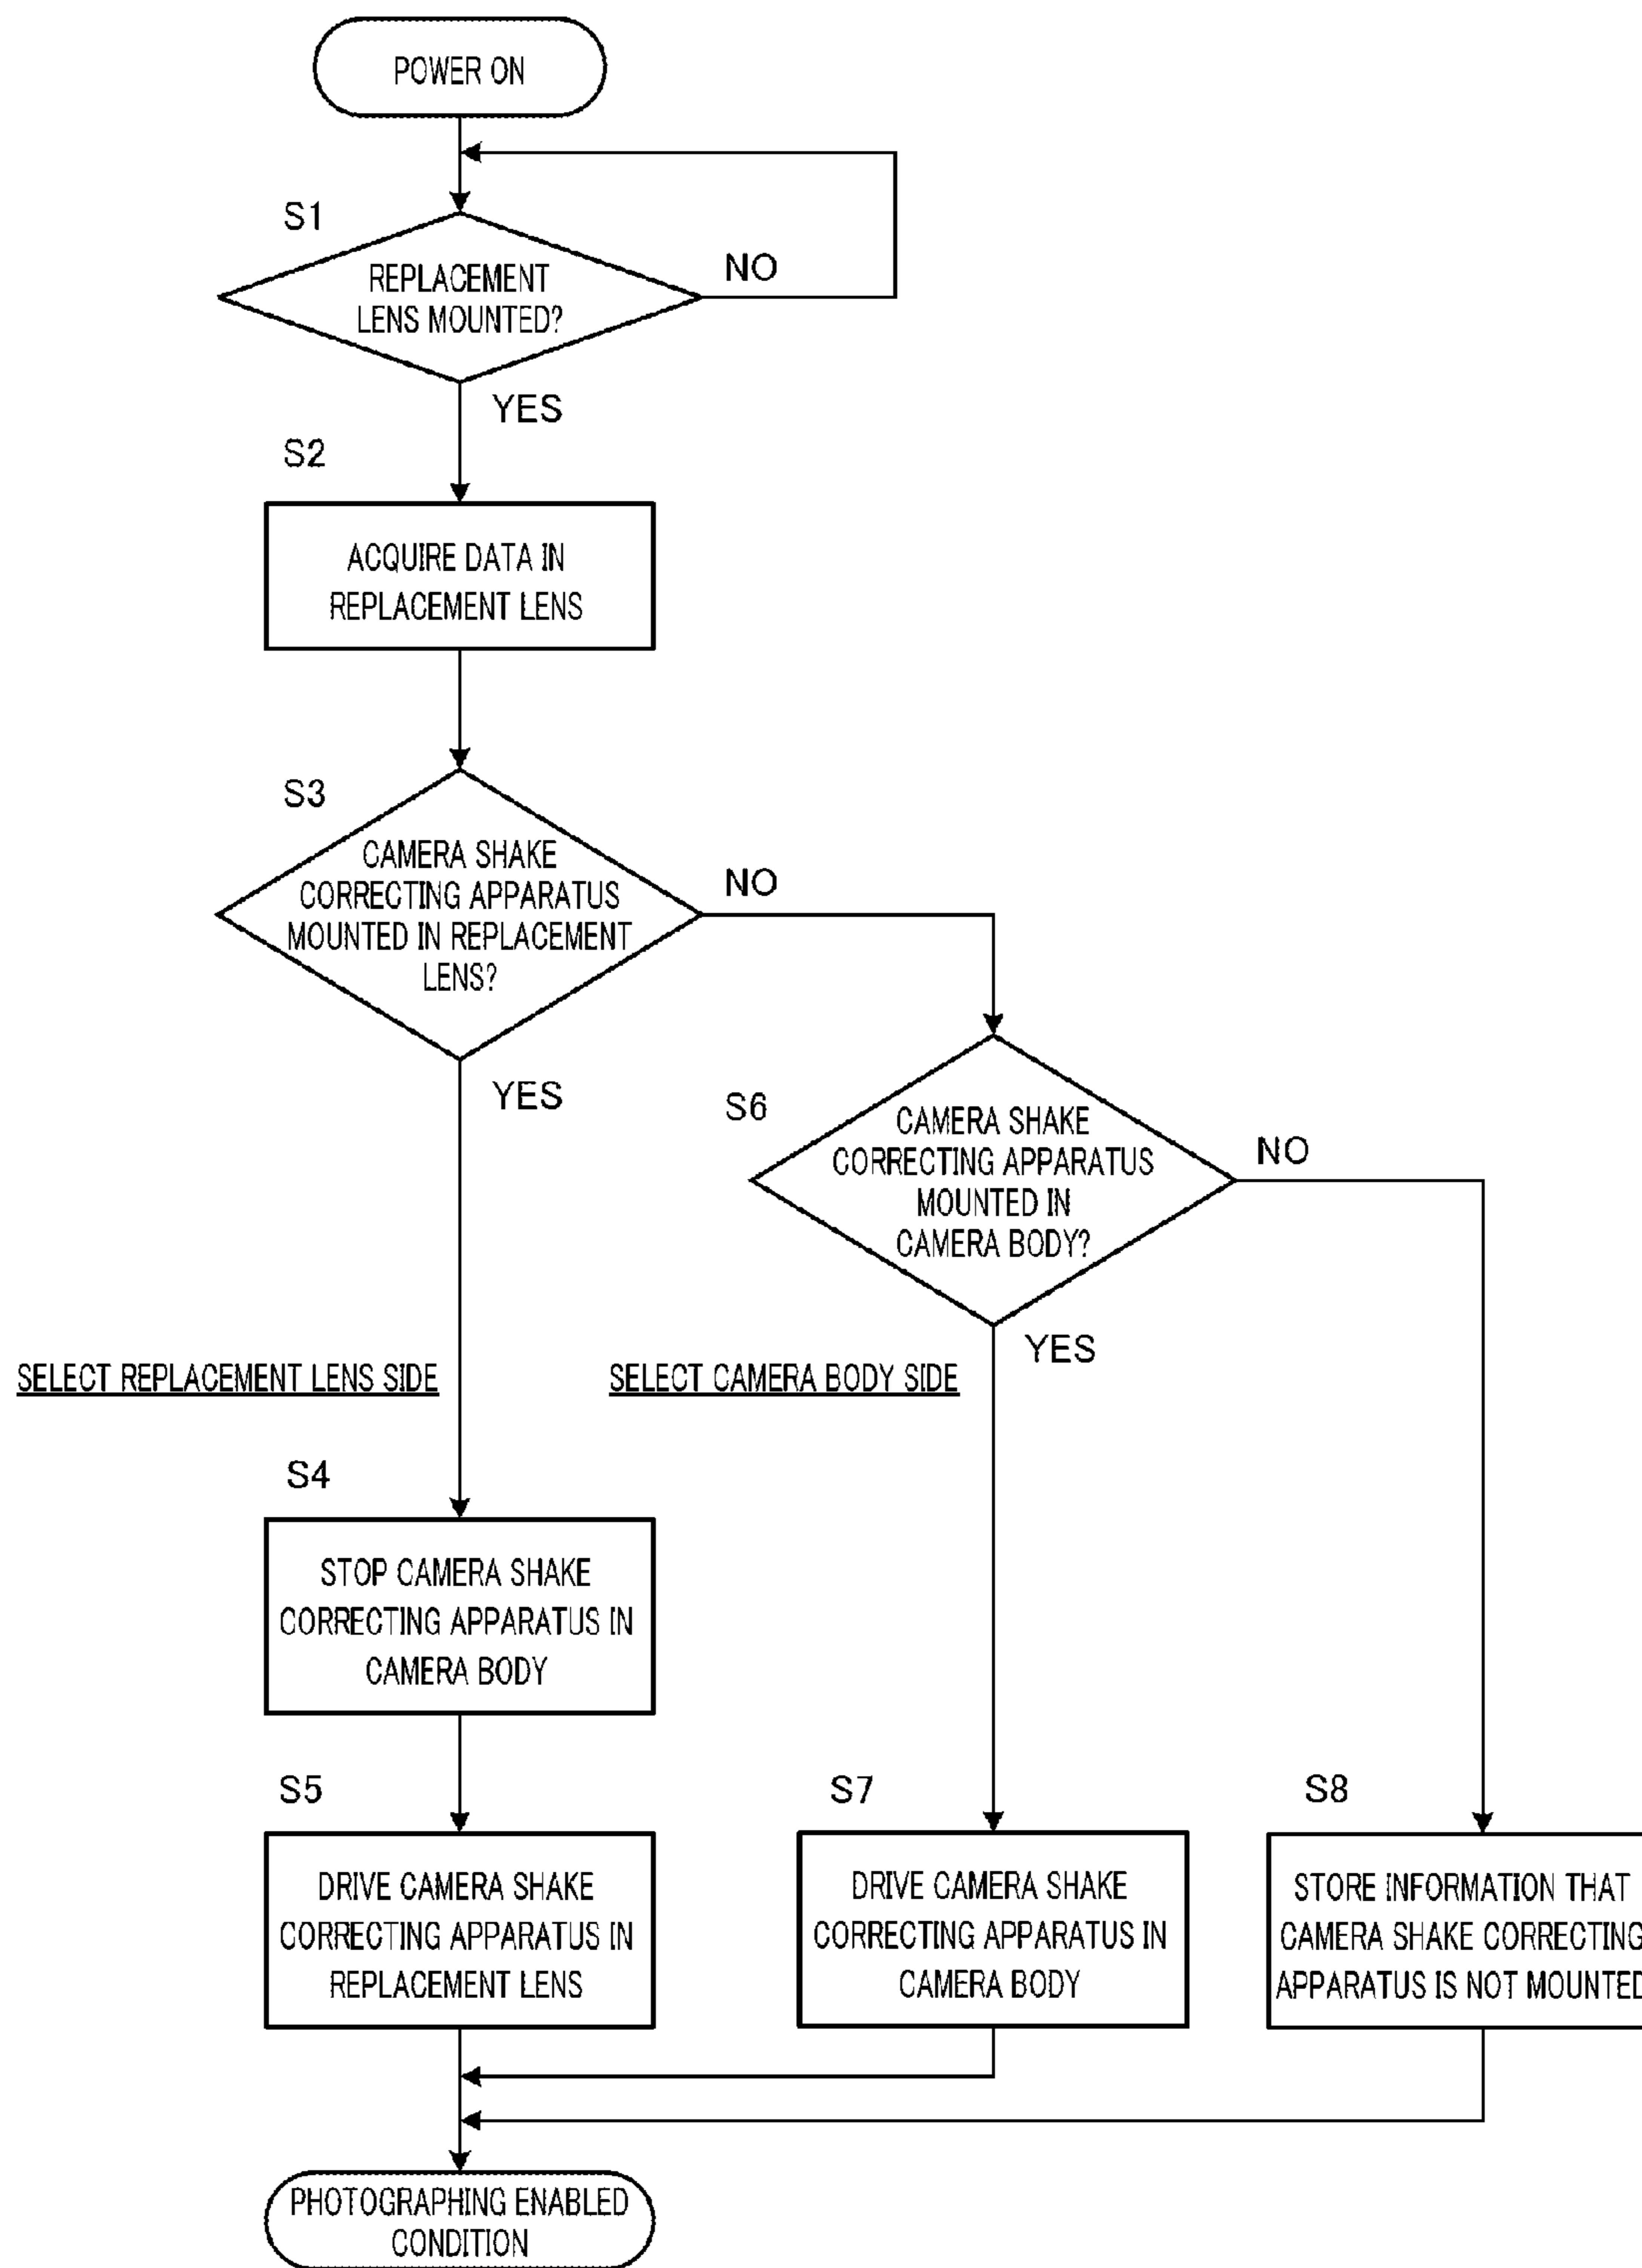 POWER ON
S1
REPLACEMENT
LENS MOUNTED?
NO
YES
S2
ACQUIRE DATA IN
REPLACEMENT LENS
S3
CAMERA SHAKE
CORRECTING APPARATUS
MOUNTED IN REPLACEMENT
LENS?
NO
YES
S6
CAMERA SHAKE
CORRECTING APPARATUS
MOUNTED IN
CAMERA BODY?
NO
YES
SELECT REPLACEMENT LENS SIDE
SELECT CAMERA BODY SIDE
S4
STOP CAMERA SHAKE
CORRECTING APPARATUS IN
CAMERA BODY
S5
DRIVE CAMERA SHAKE
CORRECTING APPARATUS IN
REPLACEMENT LENS
S7
DRIVE CAMERA SHAKE
CORRECTING APPARATUS IN
CAMERA BODY
S8
STORE INFORMATION THAT
CAMERA SHAKE CORRECTING
APPARATUS IS NOT MOUNTED
PHOTOGRAPHING ENABLED
CONDITION